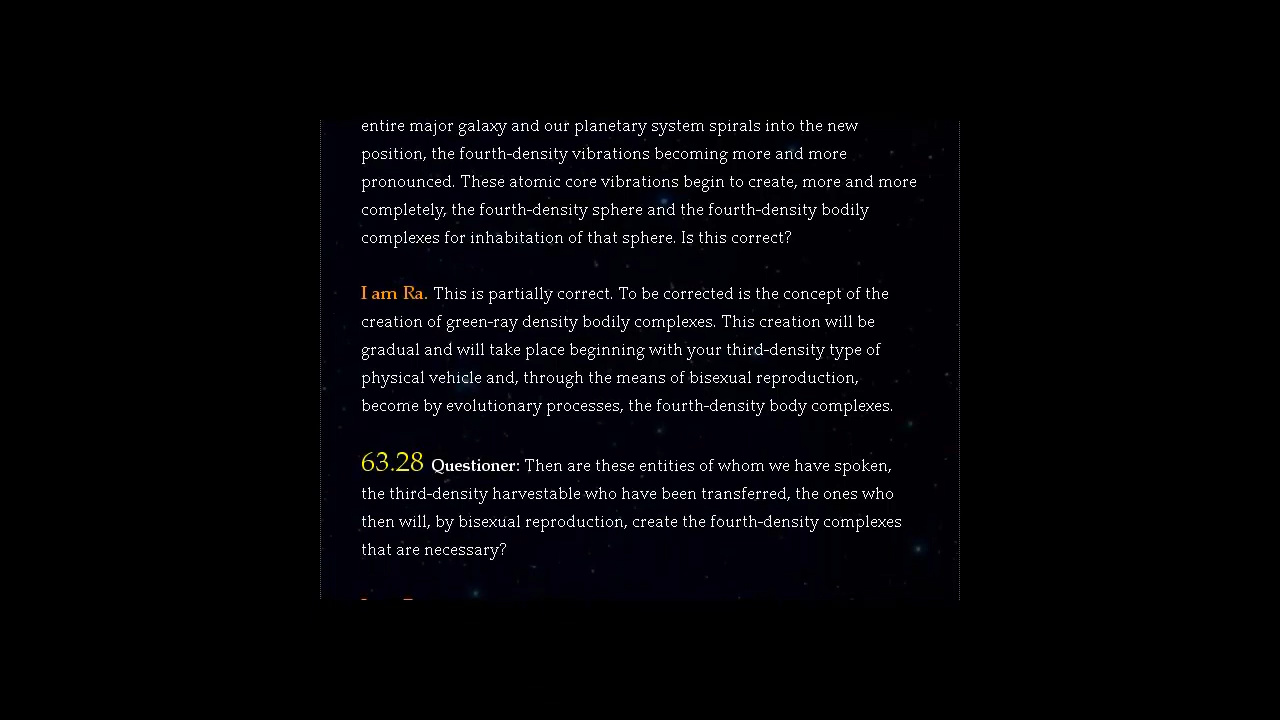 entire major galaxy and our planetary system spirals into the new
position, the fourth-density vibrations becoming more and more
pronounced. These atomic core vibrations begin to create, more and more
completely, the fourth-density sphere and the fourth-density bodily
complexes for inhabitation of that sphere. Is this correct?
I am Ra. This is partially correct. To be corrected is the concept of the
creation of green-ray density bodily complexes. This creation will be
gradual and will take place beginning with your third-density type of
physical vehicle and, through the means of bisexual reproduction,
become by evolutionary processes, the fourth-density body complexes.
63.28 Questioner: Then are these entities of whom we have spoken,
the third-density harvestable who have been transferred, the ones who
then will, by bisexual reproduction, create the fourth-density complexes
that are necessary?